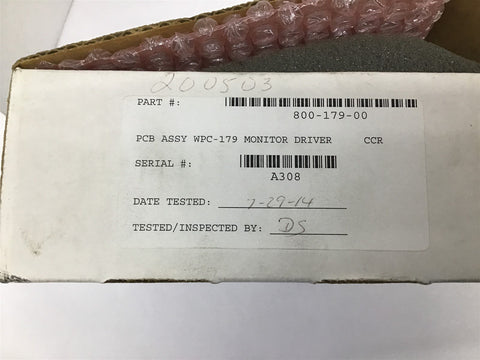 200503
PART #:
800-179-00
PCB ASSY WPC-179 MONITOR DRIVER CCR
SERIAL #:
A308
DATE TESTED: 7-29-14
TESTED/INSPECTED BY: DS